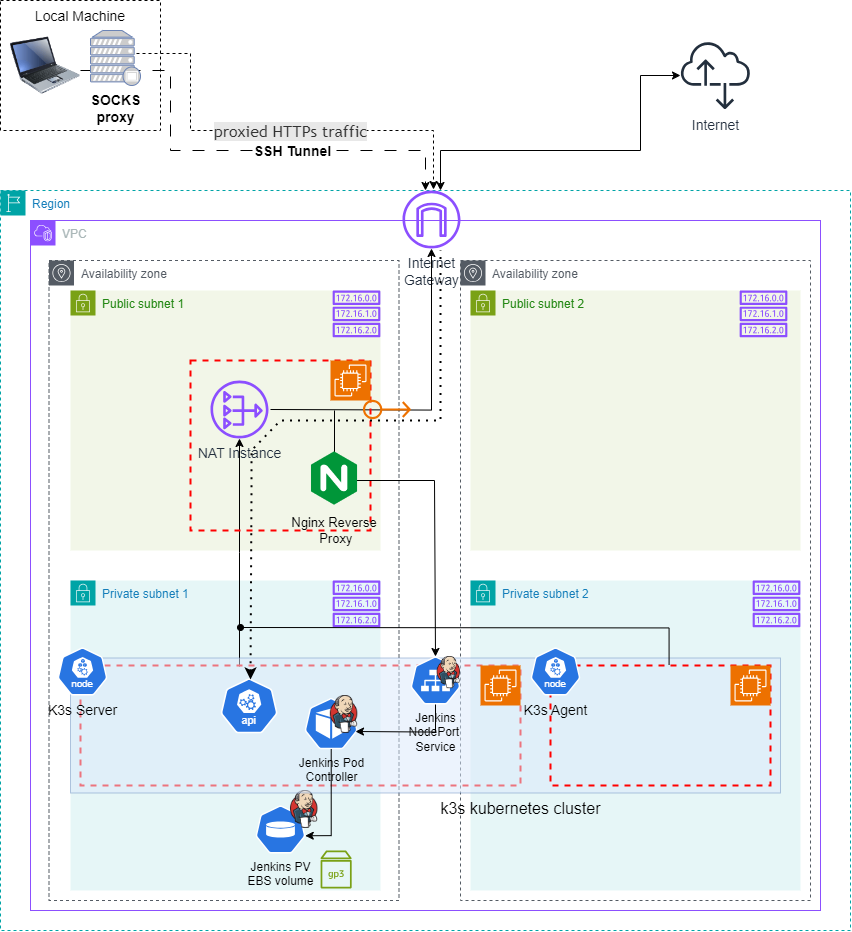 Local Machine
SOCKS
proxy
proxied HTTPs traffic
SSH Tunnel
Internet
Region
VPC
Internet
Gateway
Availability zone
Availability zone
Public subnet 1
172.16.0.0
172.16.1.0
172.16.2.0
Public subnet 2
172.16.0.0
172.16.1.0
172.16.2.0
NAT Instance
N
Nginx Reverse
Proxy
Private subnet 1
172.16.0.0
172.16.1.0
172.16.2.0
Private subnet 2
172.16.0.0
172.16.1.0
172.16.2.0
node
K3s Server
api
Jenkins
NodePort
Service
node
K3s Agent
Jenkins Pod
Controller
k3s kubernetes cluster
Jenkins PV
EBS volume
gp3